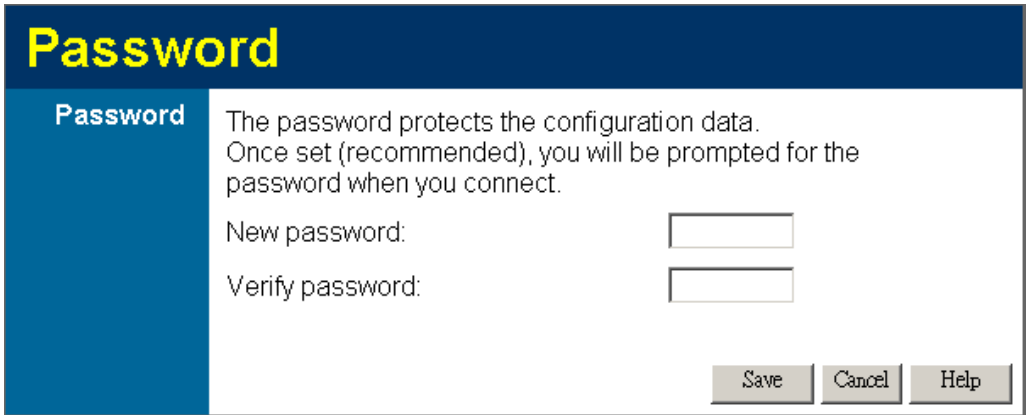 Password
Password
The password protects the configuration data.
Once set (recommended), you will be prompted for the
password when you connect.
New password:
Verify password:
Save Cancel Help